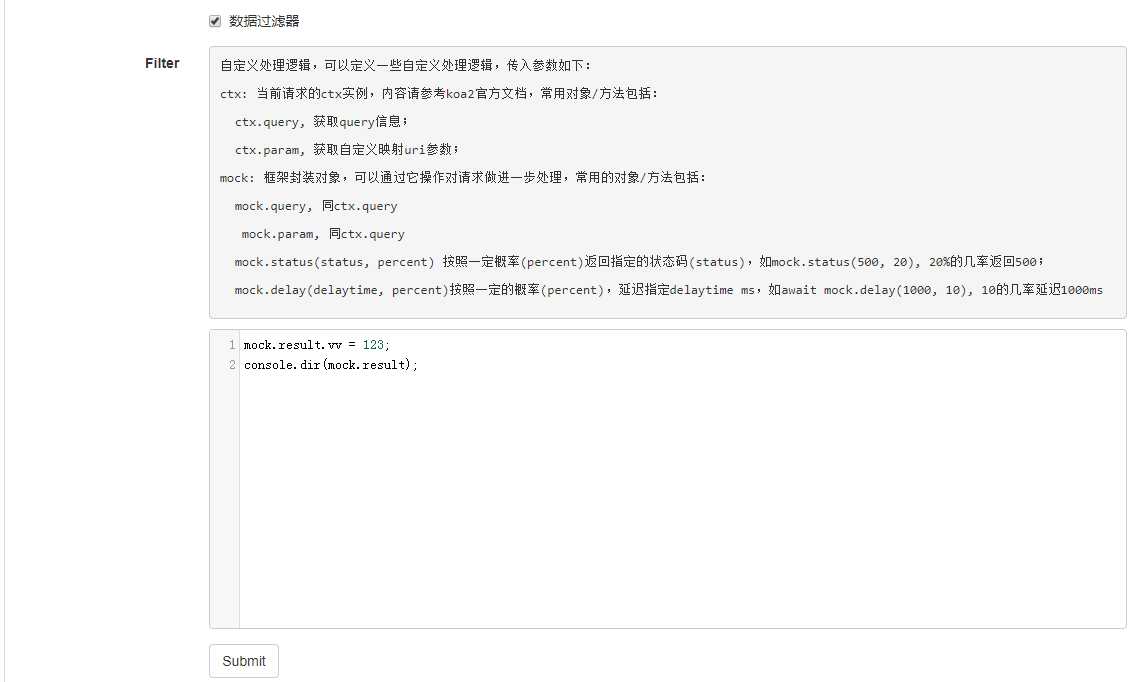 数据过滤器
Filter
自定义处理逻辑，可以定义一些自定义处理逻辑，传入参数如下：
ctx: 当前请求的ctx实例，内容请参考koa2官方文档，常用对象/方法包括：
ctx.query, 获取query信息；
ctx.param, 获取自定义映射uri参数；
mock: 框架封装对象，可以通过它操作对请求做进一步处理，常用的对象/方法包括：
mock.query, 同ctx.query
mock.param, 同ctx.query
mock.status(status, percent) 按照一定概率(percent)返回指定的状态码(status)，如mock.status(500, 20), 20%的几率返回500；
mock.delay(delaytime, percent)按照一定的概率(percent)，延迟指定delaytime ms，如await mock.delay(1000, 10), 10的几率延迟1000ms
1 mock.result.vv = 123;
2 console.dir(mock.result);
Submit